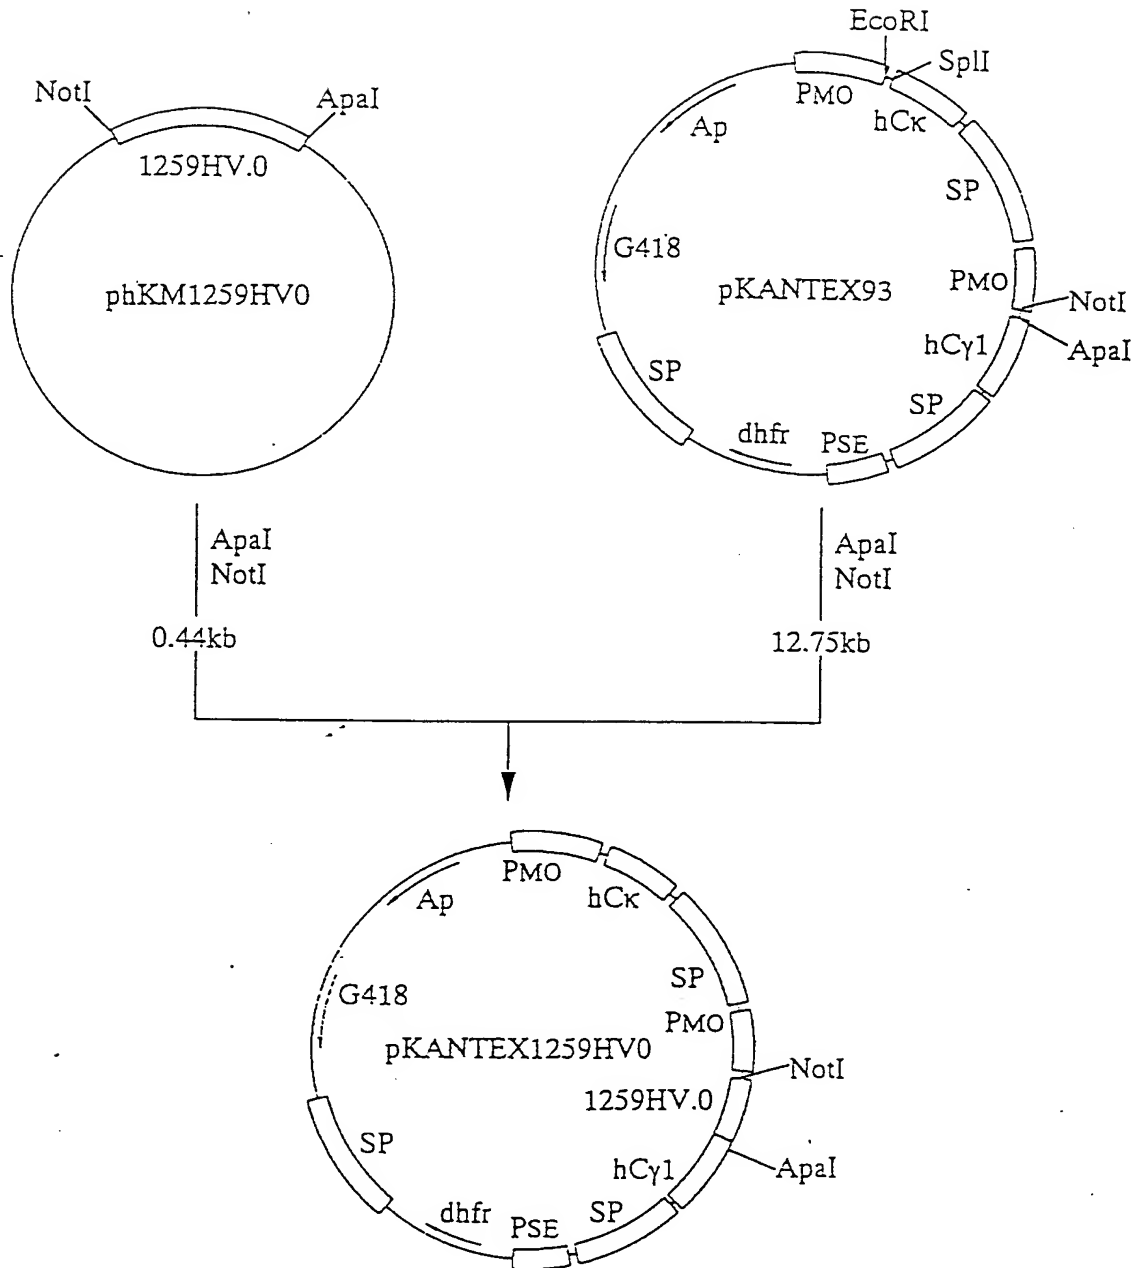 NotI
ApaI
1259HV.0
phKM1259HV0
EcoRI
SplI
PMO
hCκ
Ap
SP
G418
pKANTEX93
PMO
NotI
hCγ1
ApaI
SP
SP
dhfr
PSE
ApaI
NotI
0.44kb
ApaI
NotI
12.75kb
PMO
hCκ
Ap
SP
G418
PMO
pKANTEX1259HV0
NotI
1259HV.0
SP
hCγ1
ApaI
dhfr
PSE
SP